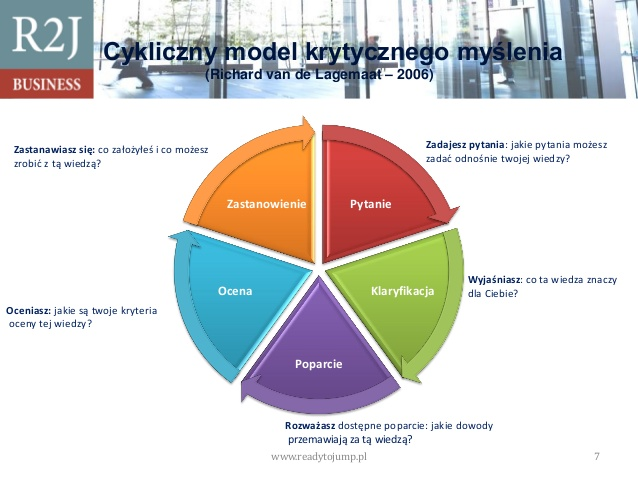 R2J
BUSINESS
Cykliczny model krytycznego myślenia
(Richard van de Lagemaat – 2006)
Zastanawiasz się: co założyłeś i co możesz
zrobić z tą wiedzą?
Zadajesz pytania: jakie pytania możesz
zadać odnośnie twojej wiedzy?
Zastanowienie
Pytanie
Ocena
Klaryfikacja
Poparcie
Wyjaśniasz: co ta wiedza znaczy
dla Ciebie?
Oceniasz: jakie są twoje kryteria
oceny tej wiedzy?
Rozważasz dostępne poparcie: jakie dowody
przemawiają za tą wiedzą?
www.readytojump.pl
7